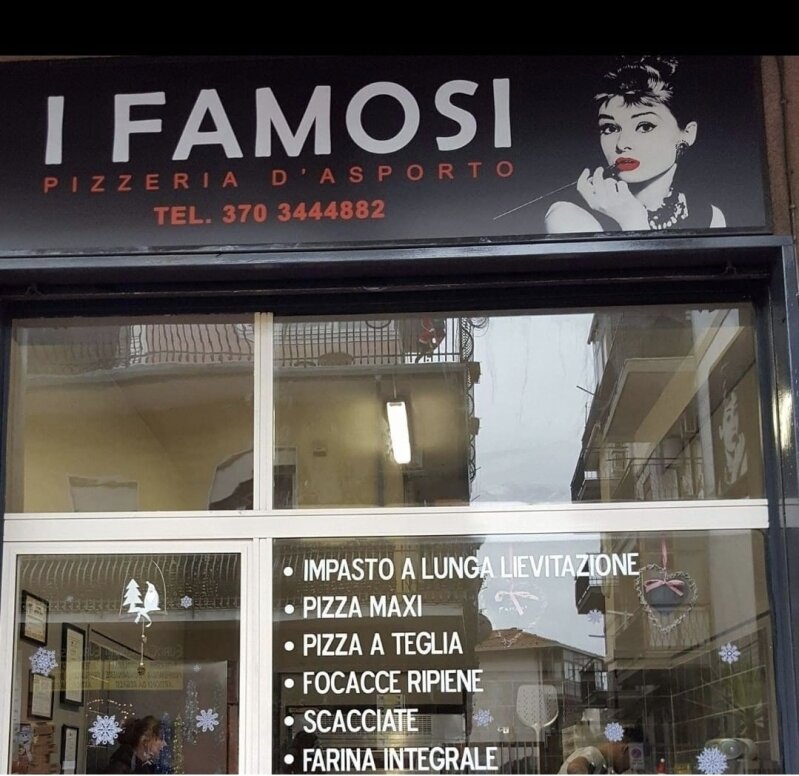 I FAMOSI
PIZZERIA D'ASPORTO
TEL. 370 3444882
• IMPASTO A LUNGA LIEVITAZIONE
• PIZZA MAXI
• PIZZA A TEGLIA
• FOCACCE RIPIENE
• SCACCIATE
• FARINA INTEGRALE